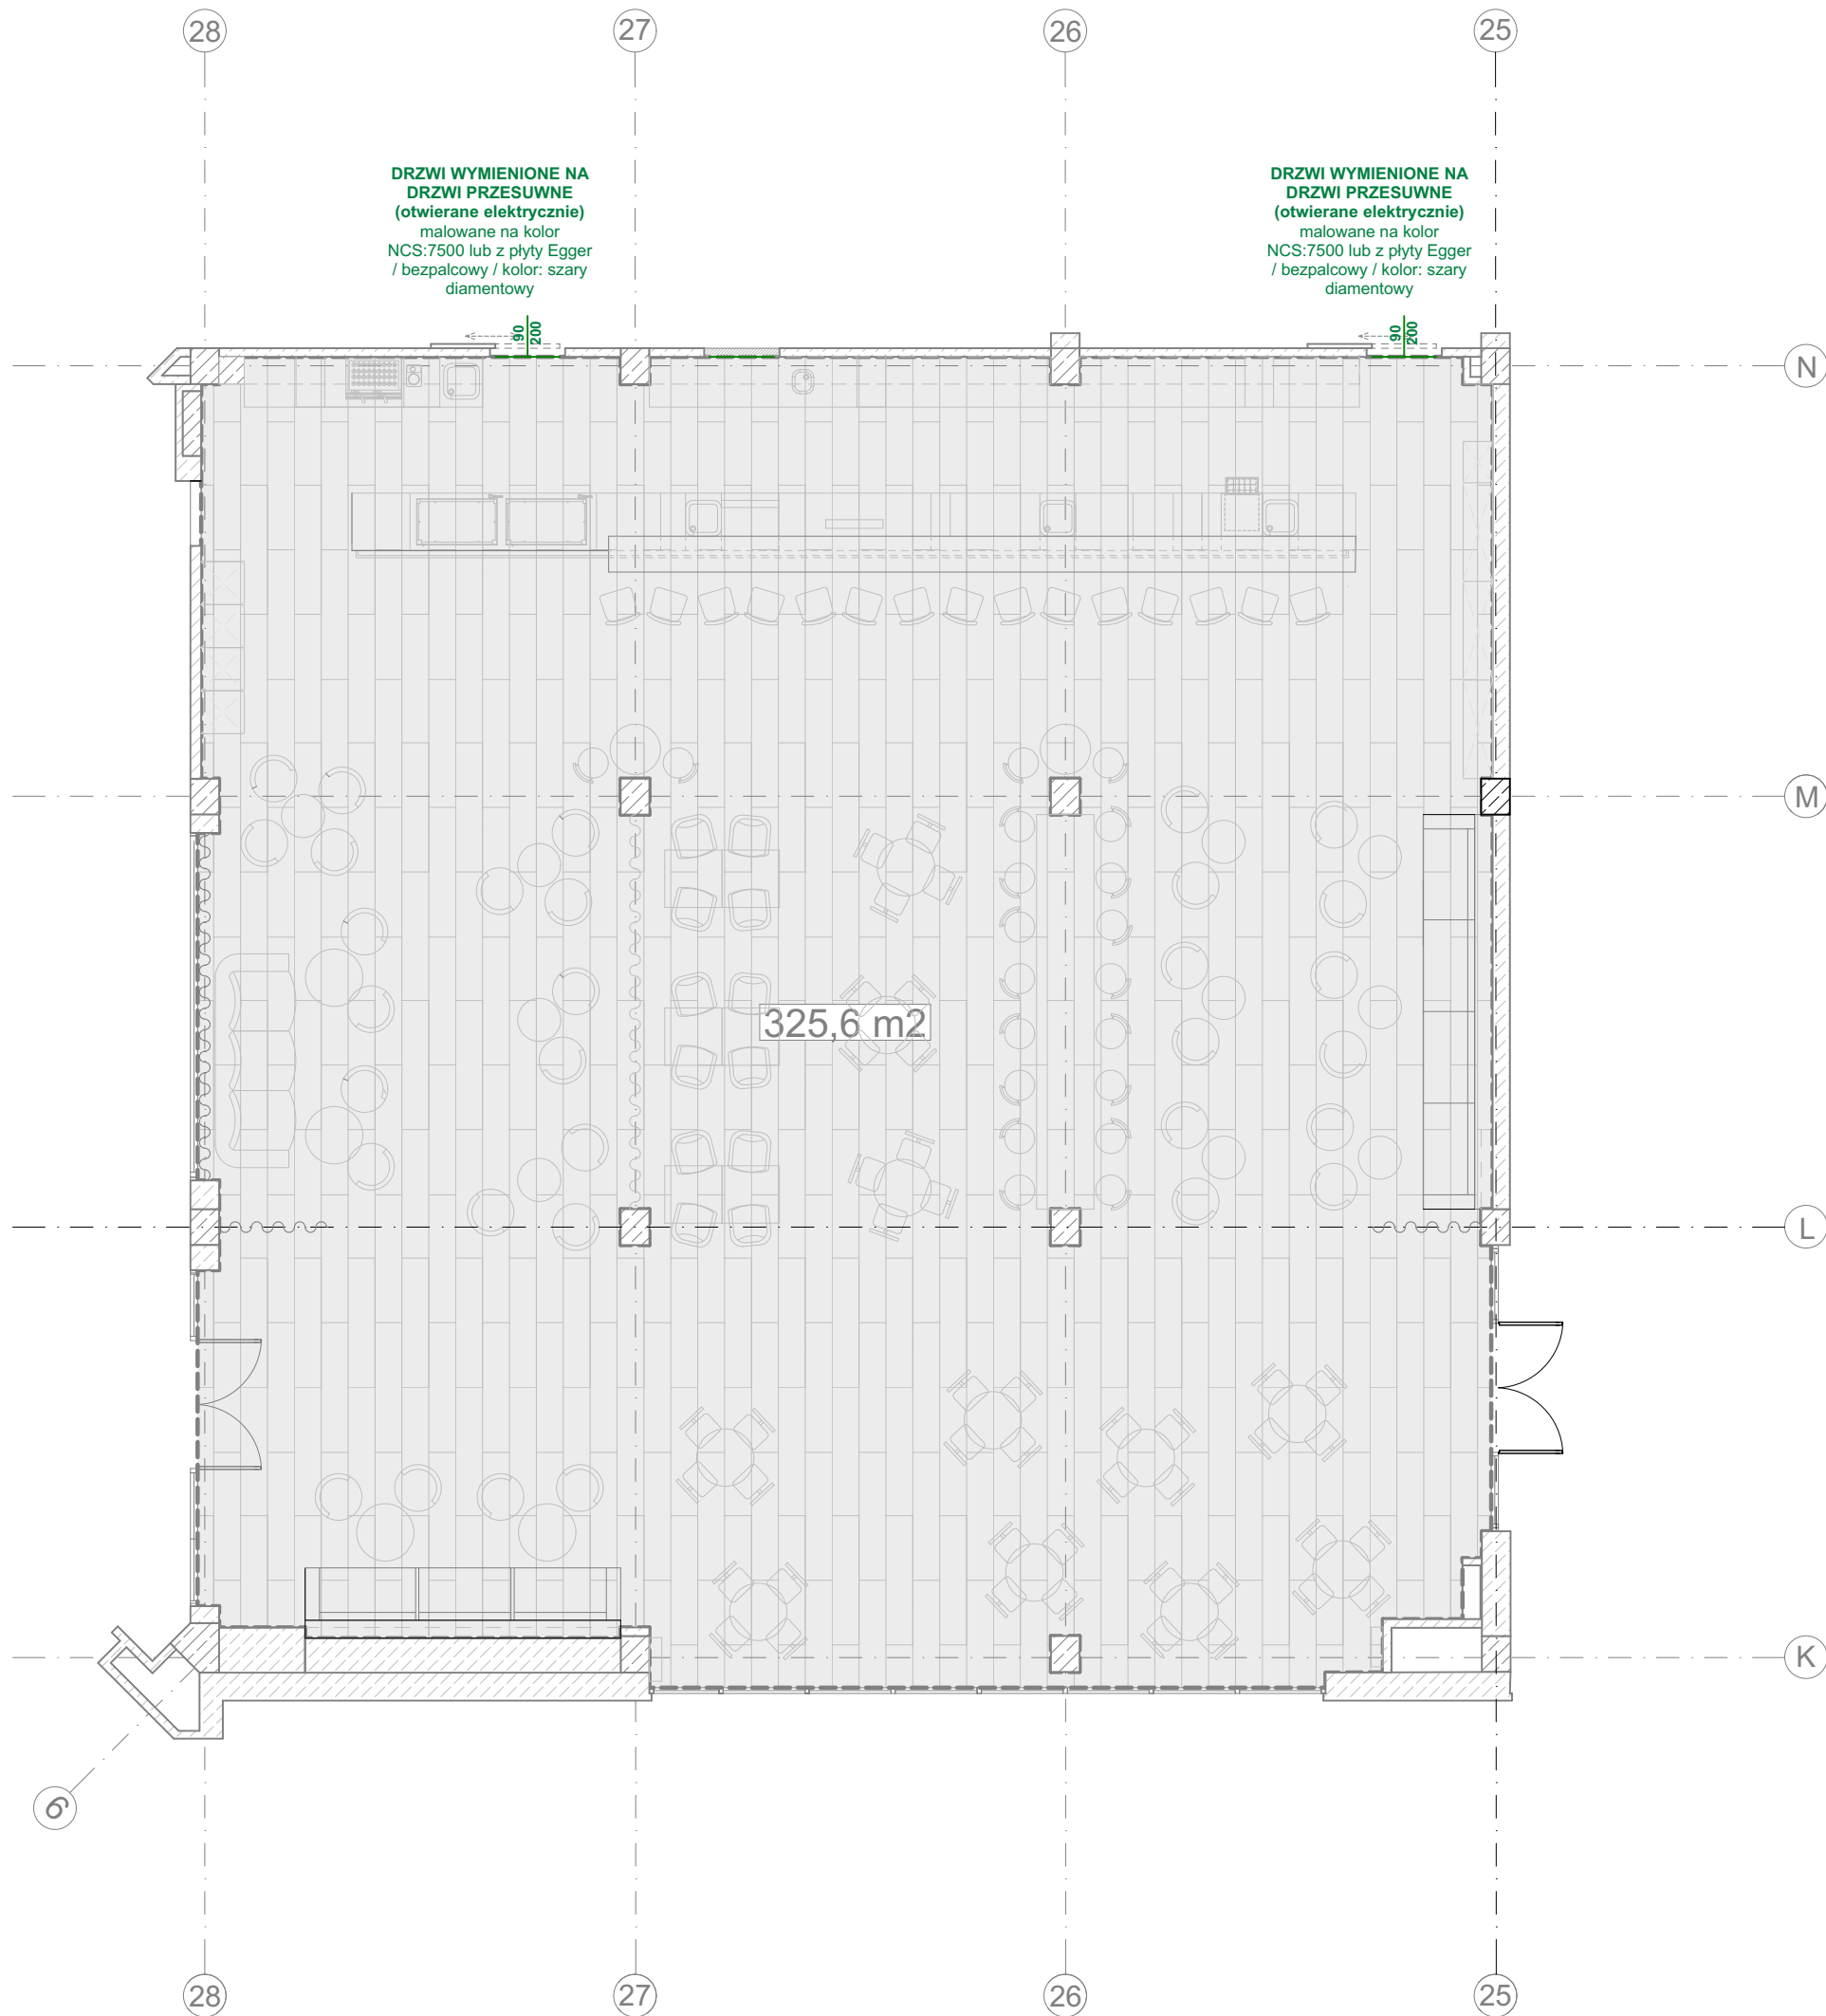 28
27
26
25
DRZWI WYMIENIONE NA
DRZWI PRZESUWNE
(otwierane elektrycznie)
malowane na kolor
NCS:7500 lub z płyty Egger
/ bezpalcowy / kolor: szary
diamentowy
DRZWI WYMIENIONE NA
DRZWI PRZESUWNE
(otwierane elektrycznie)
malowane na kolor
NCS:7500 lub z płyty Egger
/ bezpalcowy / kolor: szary
diamentowy
90
200
90
200
N
M
325,6 m2
L
K
6
28
27
26
25